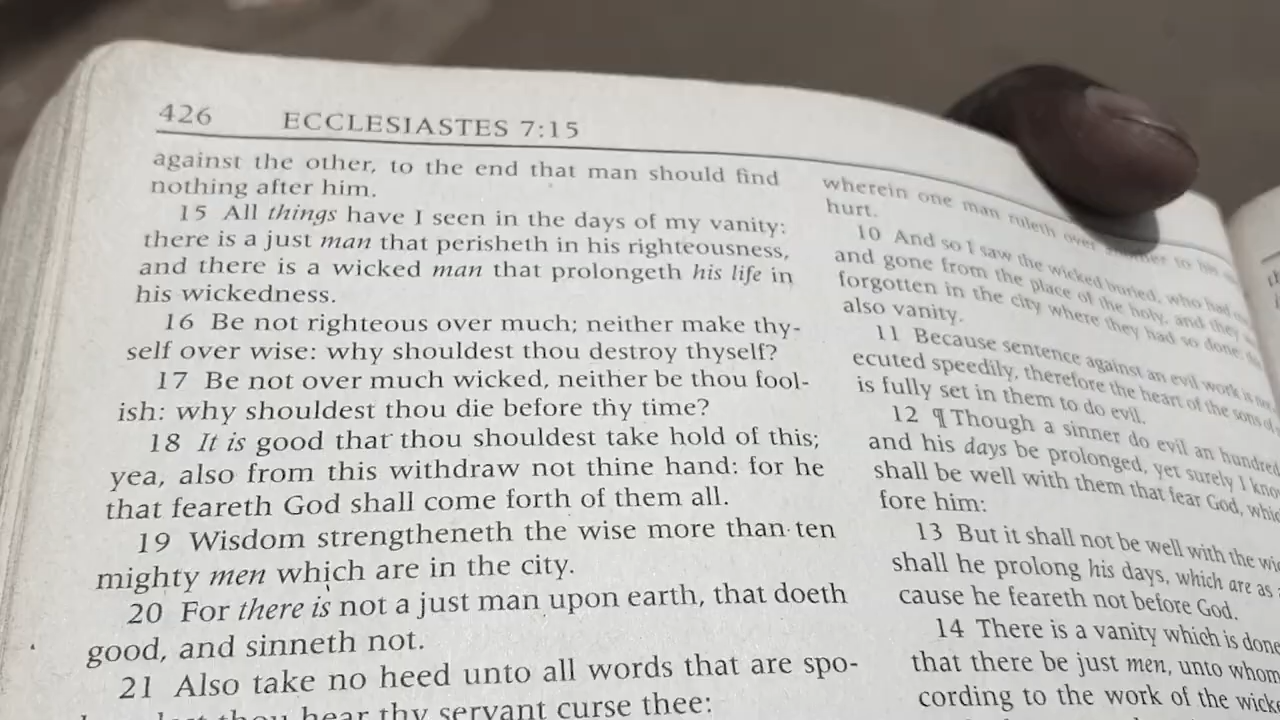 426 ECCLESIASTES 7:15
against the other, to the end that man should find
nothing after him.
15 All things have I seen in the days of my vanity:
there is a just man that perisheth in his righteousness,
and there is a wicked man that prolongeth his life in
his wickedness.
16 Be not righteous over much; neither make thy-
self over wise: why shouldest thou destroy thyself?
17 Be not over much wicked, neither be thou fool-
ish: why shouldest thou die before thy time?
18 It is good that thou shouldest take hold of this;
yea, also from this withdraw not thine hand: for he
that feareth God shall come forth of them all.
19 Wisdom strengtheneth the wise more than ten
mighty men which are in the city.
20 For there is not a just man upon earth, that doeth
good, and sinneth not.
21 Also take no heed unto all words that are spo-
thou hear thy servant curse thee:
wherein one man ruleth over
hurt.
10 And so I saw the wicked buried, who had
and gone from the place of the holy, and they
forgotten in the city where they had so done:
also vanity.
11 Because sentence against an evil work is
ecuted speedily, therefore the heart of the sons of
is fully set in them to do evil.
12 ¶ Though a sinner do evil an hundred
and his days be prolonged, yet surely I kno
shall be well with them that fear God, whic
fore him:
13 But it shall not be well with the wic
shall he prolong his days, which are as
cause he feareth not before God.
14 There is a vanity which is done
that there be just men, unto whom
cording to the work of the wick